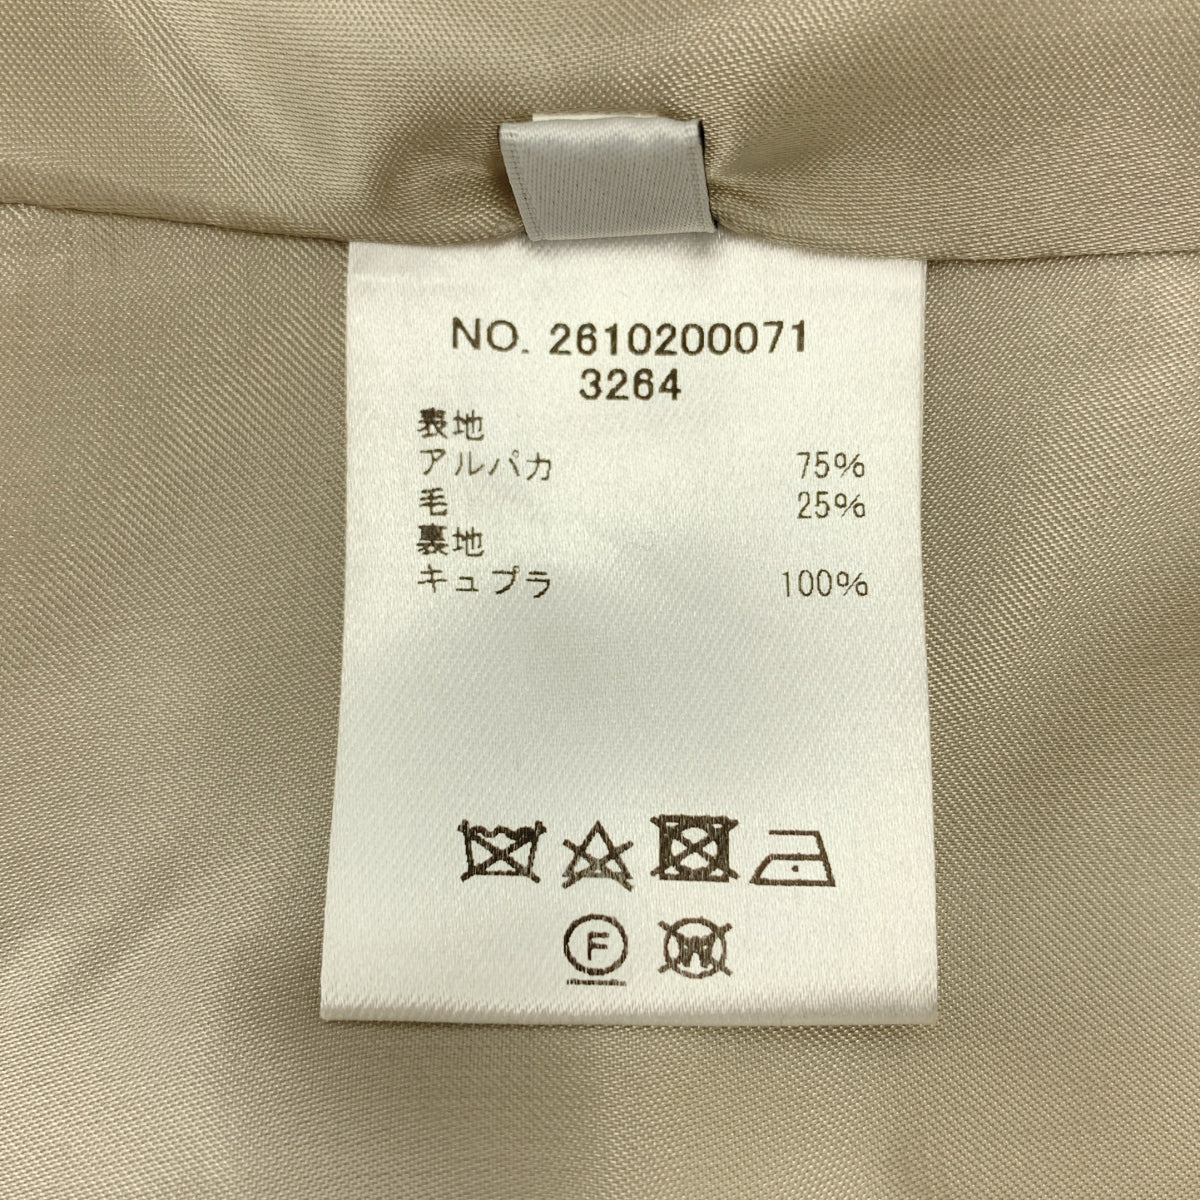 NO. 2610200071
3264
表地
アルパカ 75%
毛 25%
裏地
キュプラ 100%
F
W